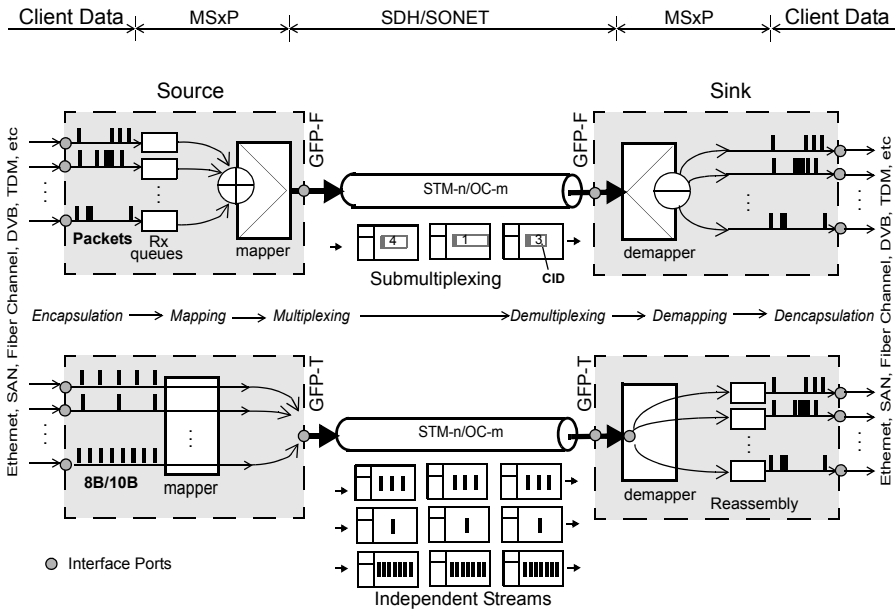 Client Data
MSxP
SDH/SONET
MSxP
Client Data
Source
Sink
Ethernet, SAN, Fiber Channel, DVB, TDM, etc
GFP-F
GFP-F
Ethernet, SAN, Fiber Channel, DVB, TDM, etc
STM-n/OC-m
Packets
Rx
queues
mapper
4
1
3
demapper
Submultiplexing
CID
Encapsulation
Mapping
Multiplexing
Demultiplexing
Demapping
Dencapsulation
GFP-T
GFP-T
STM-n/OC-m
8B/10B
mapper
demapper
Reassembly
Interface Ports
Independent Streams